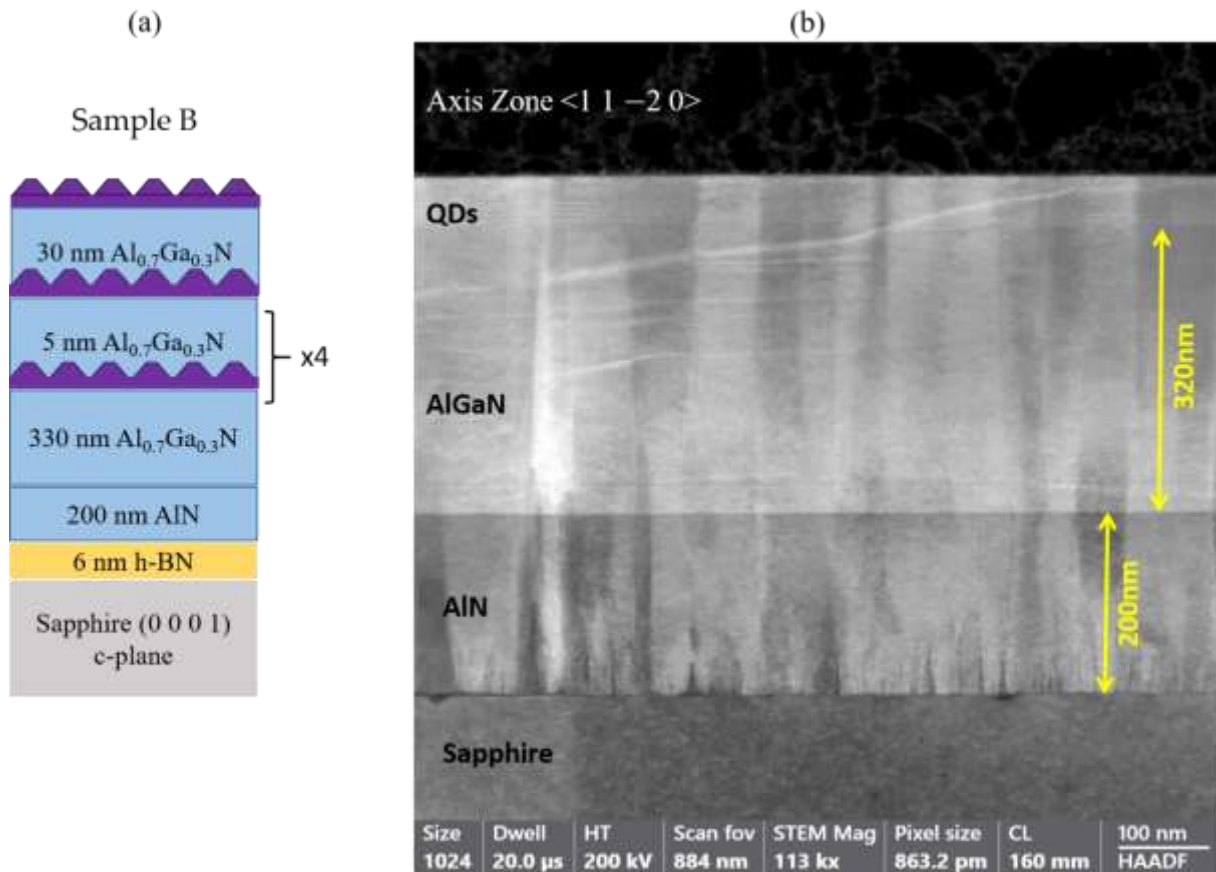 (a)
Sample B
30 nm Al₀.₇Ga₀.₃N
5 nm Al₀.₇Ga₀.₃N
x4
330 nm Al₀.₇Ga₀.₃N
200 nm AlN
6 nm h-BN
Sapphire (0 0 0 1)
c-plane
(b)
Axis Zone <1 1 −2 0>
QDs
AlGaN
320nm
AlN
200nm
Sapphire
Size Dwell HT Scan fov STEM Mag Pixel size CL 100 nm
1024 20.0 µs 200 kV 884 nm 113 kx 863.2 pm 160 mm HAADF